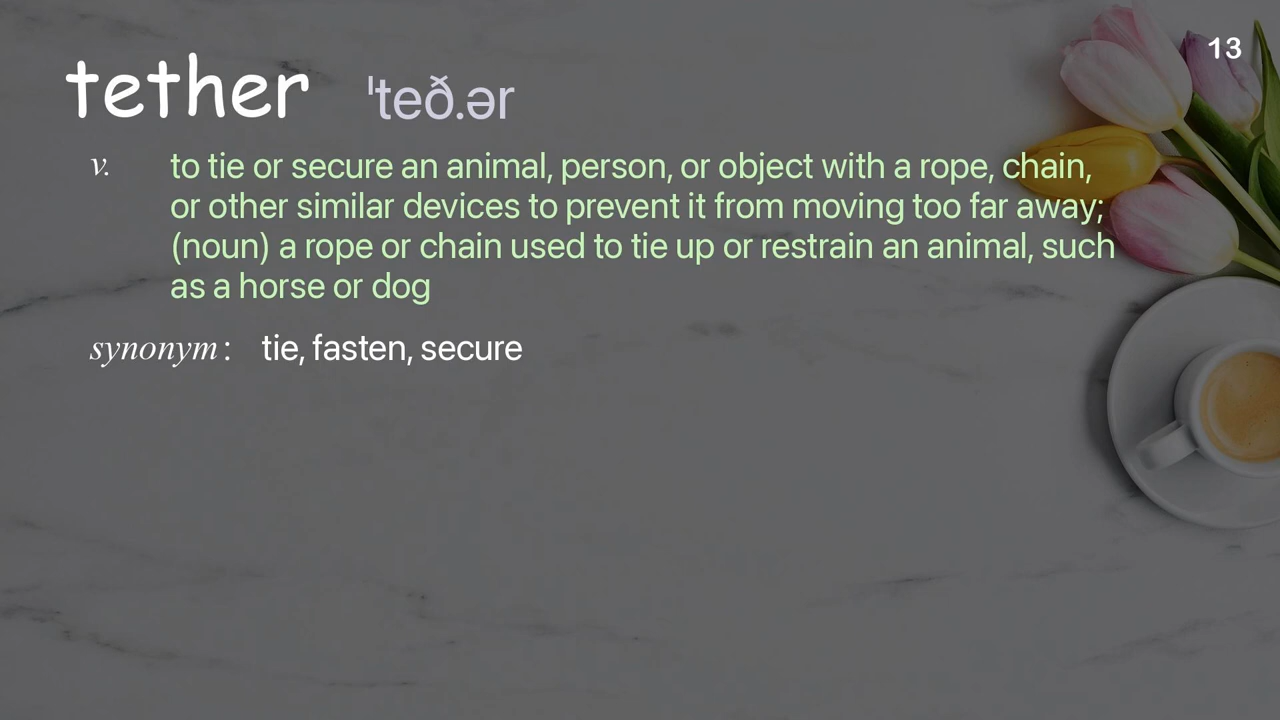 13
tether ˈteð.ər
v. to tie or secure an animal, person, or object with a rope, chain,
or other similar devices to prevent it from moving too far away;
(noun) a rope or chain used to tie up or restrain an animal, such
as a horse or dog
synonym : tie, fasten, secure